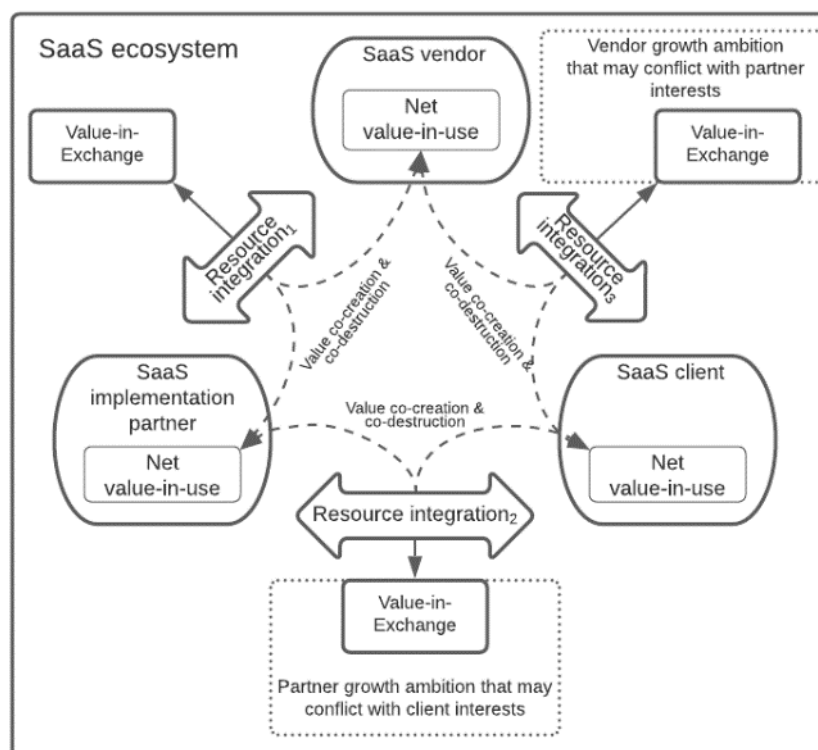 SaaS ecosystem
SaaS vendor
Net
value-in-use
Vendor growth ambition
that may conflict with partner
interests
Value-in-
Exchange
Value-in-
Exchange
Resource
integration₁
Resource
integration₃
Value co-creation &
co-destruction
Value co-creation &
co-destruction
SaaS
implementation
partner
Net
value-in-use
Value co-creation &
co-destruction
SaaS client
Net
value-in-use
Resource integration₂
Value-in-
Exchange
Partner growth ambition that may
conflict with client interests